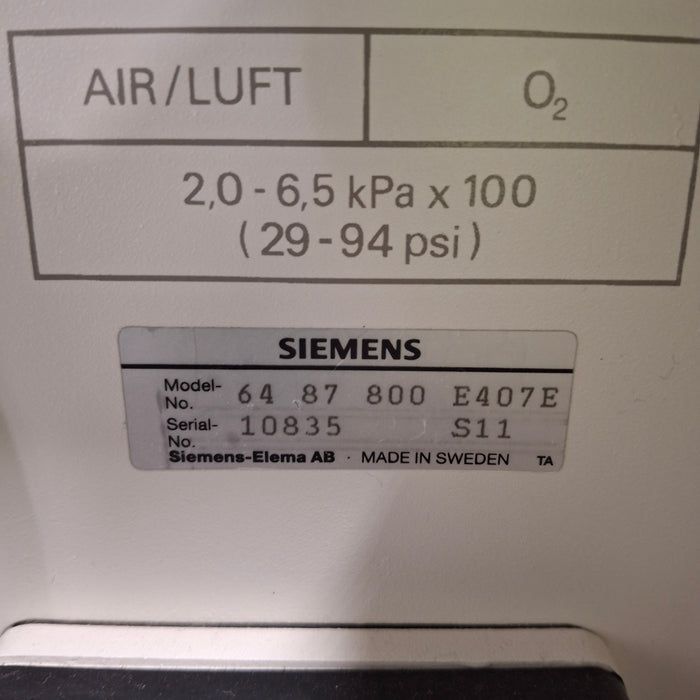 AIR/LUFT O₂
2,0 - 6,5 kPa x 100
(29 - 94 psi)
SIEMENS
Model-No. 64 87 800 E407E
Serial-No. 10835 S11
Siemens-Elema AB · MADE IN SWEDEN TA